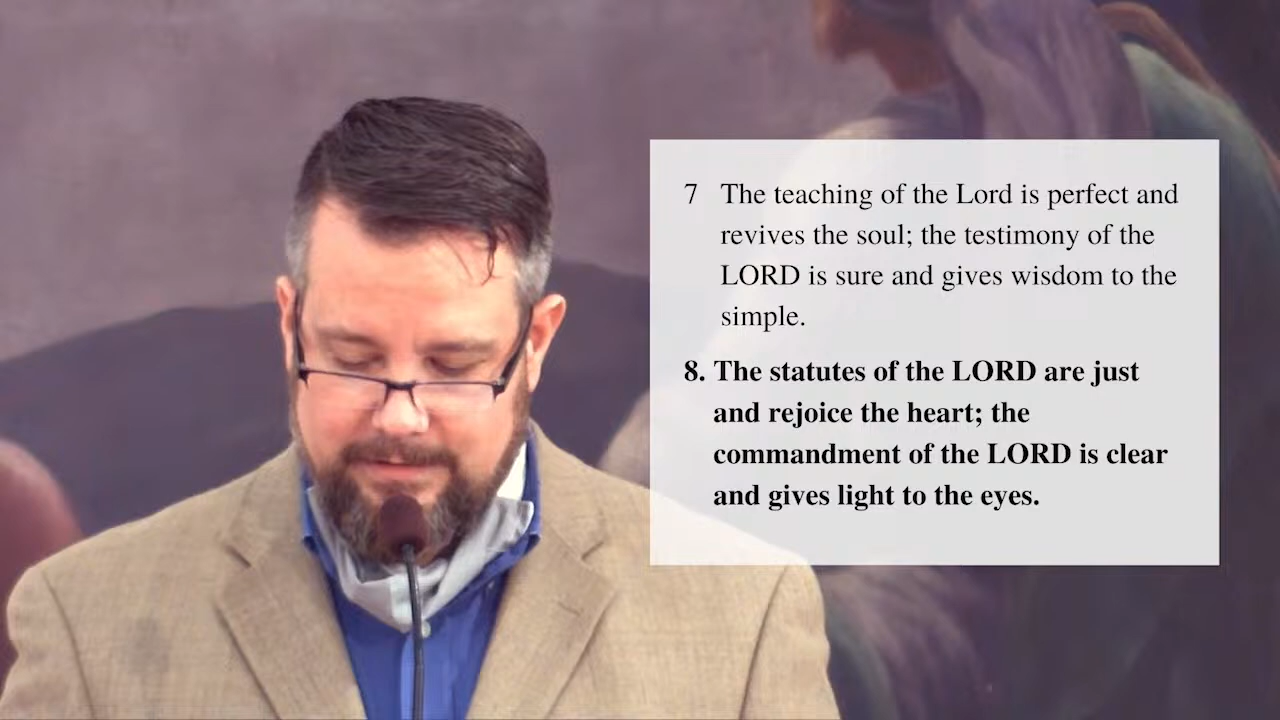 7 The teaching of the Lord is perfect and
revives the soul; the testimony of the
LORD is sure and gives wisdom to the
simple.
8. The statutes of the LORD are just
and rejoice the heart; the
commandment of the LORD is clear
and gives light to the eyes.